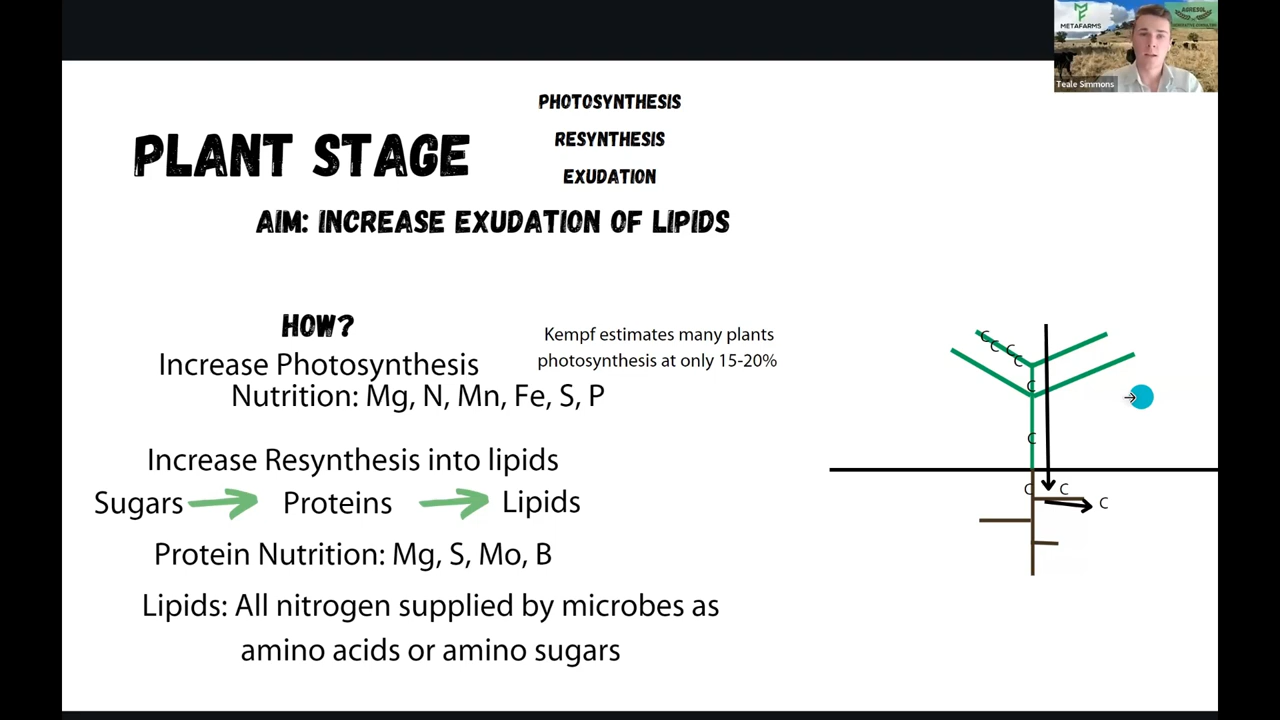 METAFARMS
AGRESOL
Teale Simmons
PHOTOSYNTHESIS
RESYNTHESIS
EXUDATION
PLANT STAGE
AIM: INCREASE EXUDATION OF LIPIDS
HOW?
Increase Photosynthesis
Nutrition: Mg, N, Mn, Fe, S, P
Kempf estimates many plants
photosynthesis at only 15-20%
Increase Resynthesis into lipids
Sugars Proteins Lipids
Protein Nutrition: Mg, S, Mo, B
Lipids: All nitrogen supplied by microbes as
amino acids or amino sugars
C
C
C
C
C
C
C C
C